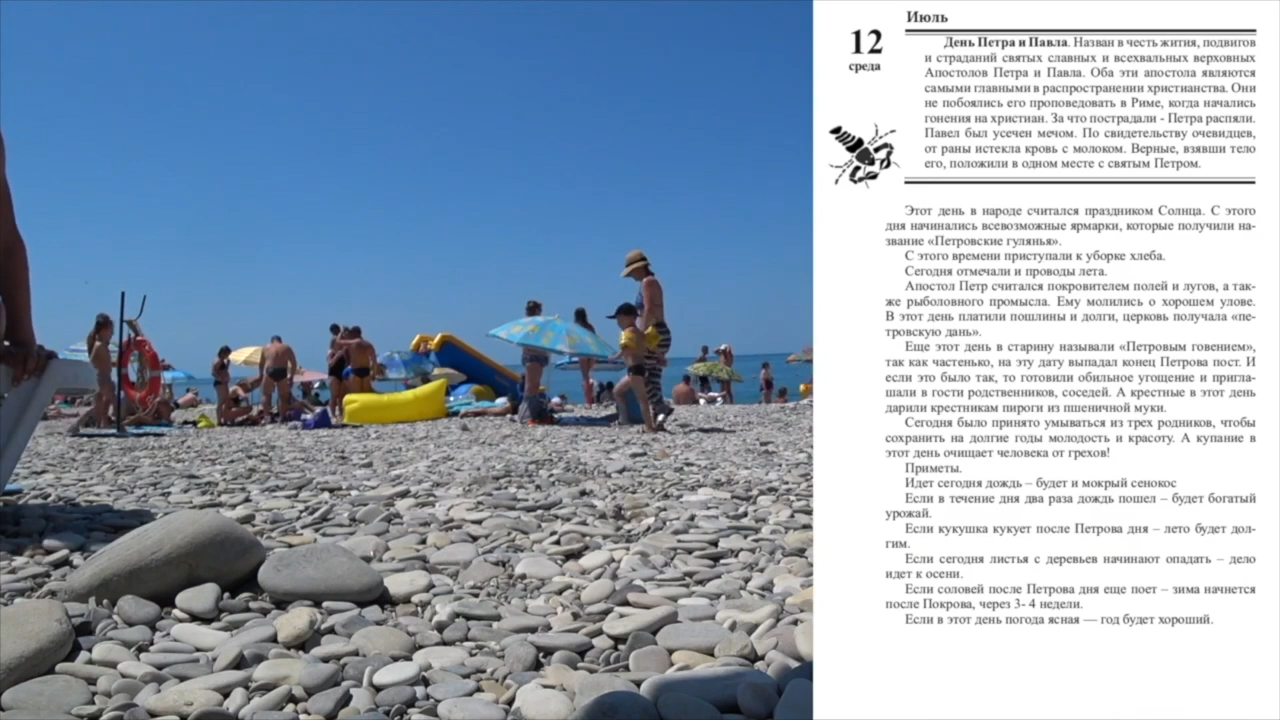 Июль
12
среда
День Петра и Павла. Назван в честь жития, подвигов
и страданий святых славных и всехвальных верховных
Апостолов Петра и Павла. Оба эти апостола являются
самыми главными в распространении христианства. Они
не побоялись его проповедовать в Риме, когда начались
гонения на христиан. За что пострадали - Петра распяли.
Павел был усечен мечом. По свидетельству очевидцев,
от раны истекла кровь с молоком. Верные, взявши тело
его, положили в одном месте с святым Петром.
Этот день в народе считался праздником Солнца. С этого
дня начинались всевозможные ярмарки, которые получили на-
звание «Петровские гулянья».
С этого времени приступали к уборке хлеба.
Сегодня отмечали и проводы лета.
Апостол Петр считался покровителем полей и лугов, а так-
же рыболовного промысла. Ему молились о хорошем улове.
В этот день платили пошлины и долги, церковь получала «пе-
тровскую дань».
Еще этот день в старину называли «Петровым говением»,
так как частенько, на эту дату выпадал конец Петрова пост. И
если это было так, то готовили обильное угощение и пригла-
шали в гости родственников, соседей. А крестные в этот день
дарили крестникам пироги из пшеничной муки.
Сегодня было принято умываться из трех родников, чтобы
сохранить на долгие годы молодость и красоту. А купание в
этот день очищает человека от грехов!
Приметы.
Идет сегодня дождь – будет и мокрый сенокос
Если в течение дня два раза дождь пошел – будет богатый
урожай.
Если кукушка кукует после Петрова дня – лето будет дол-
гим.
Если сегодня листья с деревьев начинают опадать – дело
идет к осени.
Если соловей после Петрова дня еще поет – зима начнется
после Покрова, через 3- 4 недели.
Если в этот день погода ясная — год будет хороший.